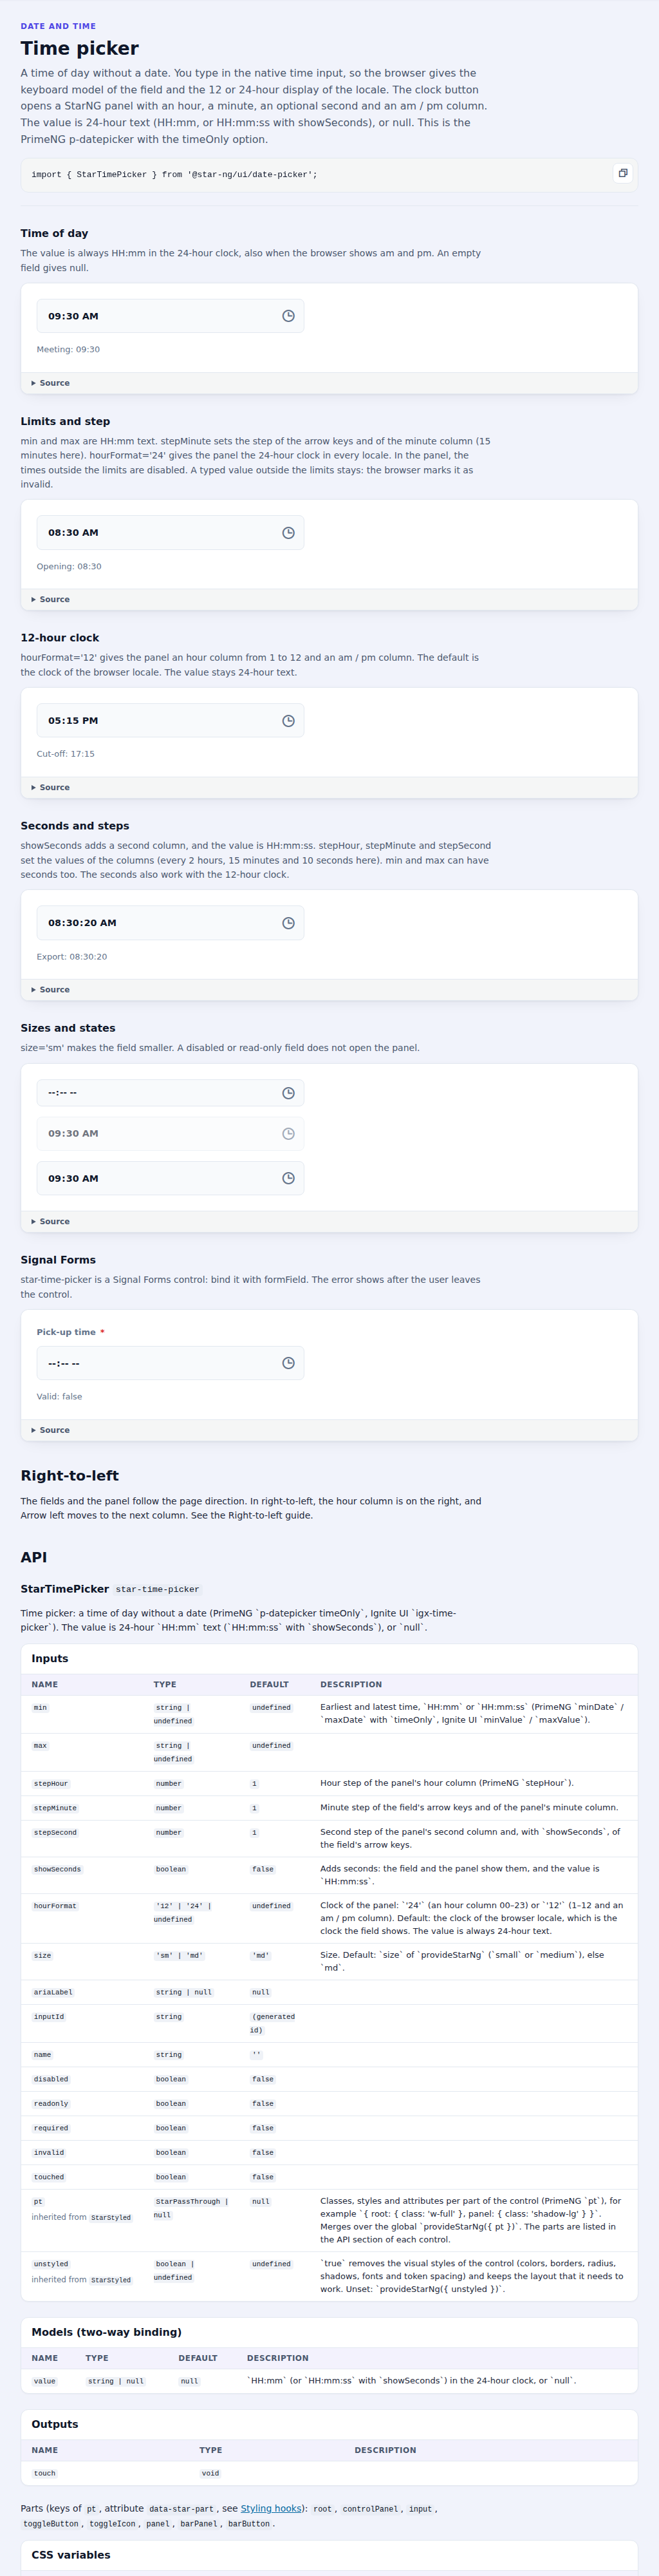 DATE AND TIME
Time picker
A time of day without a date. You type in the native time input, so the browser gives the
keyboard model of the field and the 12 or 24-hour display of the locale. The clock button
opens a StarNG panel with an hour, a minute, an optional second and an am / pm column.
The value is 24-hour text (HH:mm, or HH:mm:ss with showSeconds), or null. This is the
PrimeNG p-datepicker with the timeOnly option.
import { StarTimePicker } from '@star-ng/ui/date-picker';
Time of day
The value is always HH:mm in the 24-hour clock, also when the browser shows am and pm. An empty
field gives null.
09:30 AM
Meeting: 09:30
Source
Limits and step
min and max are HH:mm text. stepMinute sets the step of the arrow keys and of the minute column (15
minutes here). hourFormat='24' gives the panel the 24-hour clock in every locale. In the panel, the
times outside the limits are disabled. A typed value outside the limits stays: the browser marks it as
invalid.
08:30 AM
Opening: 08:30
Source
12-hour clock
hourFormat='12' gives the panel an hour column from 1 to 12 and an am / pm column. The default is
the clock of the browser locale. The value stays 24-hour text.
05:15 PM
Cut-off: 17:15
Source
Seconds and steps
showSeconds adds a second column, and the value is HH:mm:ss. stepHour, stepMinute and stepSecond
set the values of the columns (every 2 hours, 15 minutes and 10 seconds here). min and max can have
seconds too. The seconds also work with the 12-hour clock.
08:30:20 AM
Export: 08:30:20
Source
Sizes and states
size='sm' makes the field smaller. A disabled or read-only field does not open the panel.
--:-- --
09:30 AM
09:30 AM
Source
Signal Forms
star-time-picker is a Signal Forms control: bind it with formField. The error shows after the user leaves
the control.
Pick-up time *
--:-- --
Valid: false
Source
Right-to-left
The fields and the panel follow the page direction. In right-to-left, the hour column is on the right, and
Arrow left moves to the next column. See the Right-to-left guide.
API
StarTimePicker star-time-picker
Time picker: a time of day without a date (PrimeNG `p-datepicker timeOnly`, Ignite UI `igx-time-
picker`). The value is 24-hour `HH:mm` text (`HH:mm:ss` with `showSeconds`), or `null`.
Inputs
NAME TYPE DEFAULT DESCRIPTION
min string | undefined Earliest and latest time, `HH:mm` or `HH:mm:ss` (PrimeNG `minDate` /
undefined `maxDate` with `timeOnly`, Ignite UI `minValue` / `maxValue`).
max string | undefined
undefined
stepHour number 1 Hour step of the panel's hour column (PrimeNG `stepHour`).
stepMinute number 1 Minute step of the field's arrow keys and of the panel's minute column.
stepSecond number 1 Second step of the panel's second column and, with `showSeconds`, of
the field's arrow keys.
showSeconds boolean false Adds seconds: the field and the panel show them, and the value is
`HH:mm:ss`.
hourFormat '12' | '24' | undefined Clock of the panel: `'24'` (an hour column 00–23) or `'12'` (1–12 and an
undefined am / pm column). Default: the clock of the browser locale, which is the
clock the field shows. The value is always 24-hour text.
size 'sm' | 'md' 'md' Size. Default: `size` of `provideStarNg` (`small` or `medium`), else
`md`.
ariaLabel string | null null
inputId string (generated
id)
name string ''
disabled boolean false
readonly boolean false
required boolean false
invalid boolean false
touched boolean false
pt StarPassThrough | null Classes, styles and attributes per part of the control (PrimeNG `pt`), for
inherited from StarStyled null example `{ root: { class: 'w-full' }, panel: { class: 'shadow-lg' } }`.
Merges over the global `provideStarNg({ pt })`. The parts are listed in
the API section of each control.
unstyled boolean | undefined `true` removes the visual styles of the control (colors, borders, radius,
inherited from StarStyled undefined shadows, fonts and token spacing) and keeps the layout that it needs to
work. Unset: `provideStarNg({ unstyled })`.
Models (two-way binding)
NAME TYPE DEFAULT DESCRIPTION
value string | null null `HH:mm` (or `HH:mm:ss` with `showSeconds`) in the 24-hour clock, or `null`.
Outputs
NAME TYPE DESCRIPTION
touch void
Parts (keys of pt, attribute data-star-part, see Styling hooks): root, controlPanel, input,
toggleButton, toggleIcon, panel, barPanel, barButton.
CSS variables